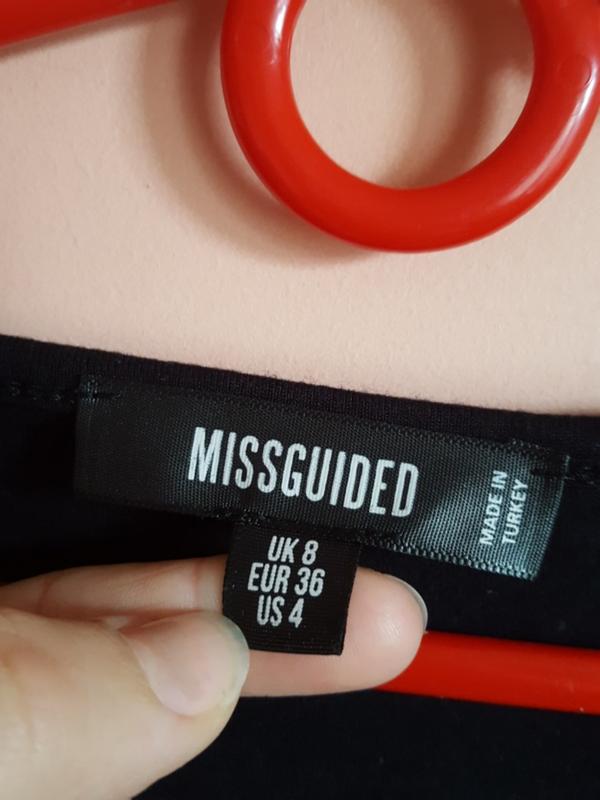 MISSGUIDED
MADE IN
TURKEY
UK 8
EUR 36
US 4